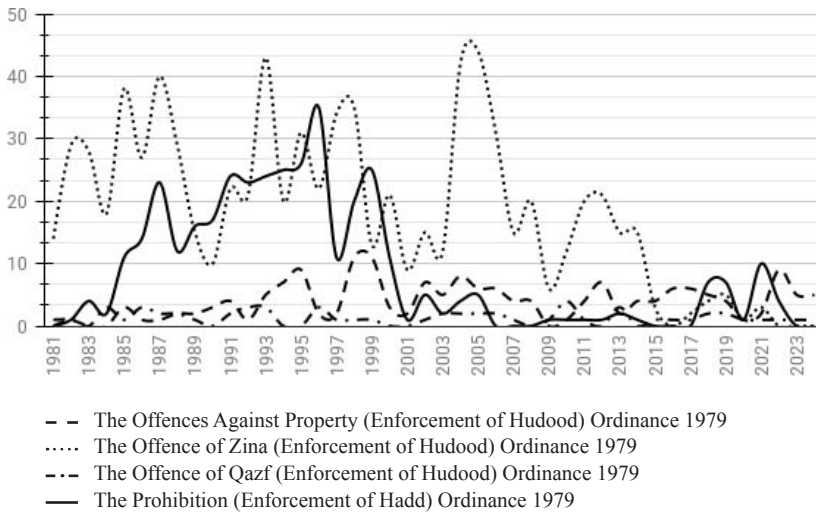 50
40
30
20
10
0
1981 1983 1985 1987 1989 1991 1993 1995 1997 1999 2001 2003 2005 2007 2009 2011 2013 2015 2017 2019 2021 2023
The Offences Against Property (Enforcement of Hudood) Ordinance 1979
The Offence of Zina (Enforcement of Hudood) Ordinance 1979
The Offence of Qazf (Enforcement of Hudood) Ordinance 1979
The Prohibition (Enforcement of Hadd) Ordinance 1979